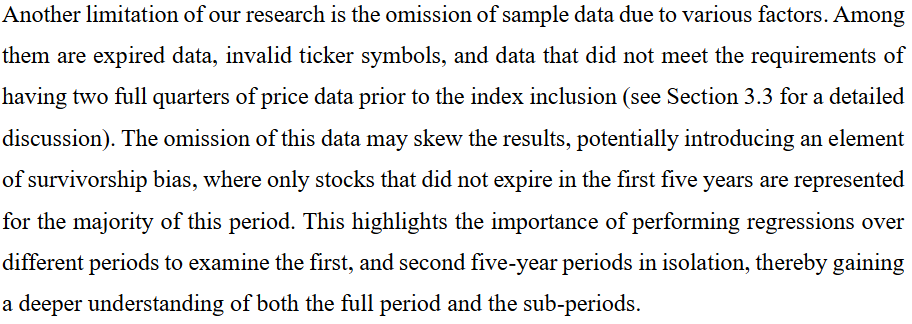 Another limitation of our research is the omission of sample data due to various factors. Among
them are expired data, invalid ticker symbols, and data that did not meet the requirements of
having two full quarters of price data prior to the index inclusion (see Section 3.3 for a detailed
discussion). The omission of this data may skew the results, potentially introducing an element
of survivorship bias, where only stocks that did not expire in the first five years are represented
for the majority of this period. This highlights the importance of performing regressions over
different periods to examine the first, and second five-year periods in isolation, thereby gaining
a deeper understanding of both the full period and the sub-periods.